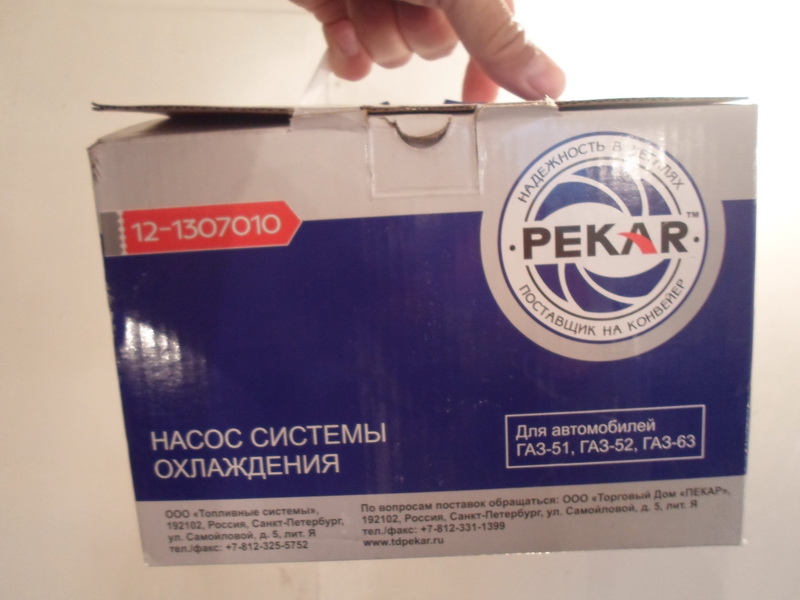 12-1307010
НАДЕЖНОСТЬ В ДЕТАЛЯХ
PEKAR™
ПОСТАВЩИК НА КОНВЕЙЕР
НАСОС СИСТЕМЫ
ОХЛАЖДЕНИЯ
Для автомобилей
ГАЗ-51, ГАЗ-52, ГАЗ-63
ООО «Топливные системы»,
192102, Россия, Санкт-Петербург,
ул. Самойловой, д. 5, лит. Я
тел./факс: +7-812-325-5752
По вопросам поставок обращаться: ООО «Торговый Дом «ПЕКАР»,
192102, Россия, Санкт-Петербург, ул. Самойловой, д. 5, лит. Я
тел./факс: +7-812-331-1399
www.tdpekar.ru